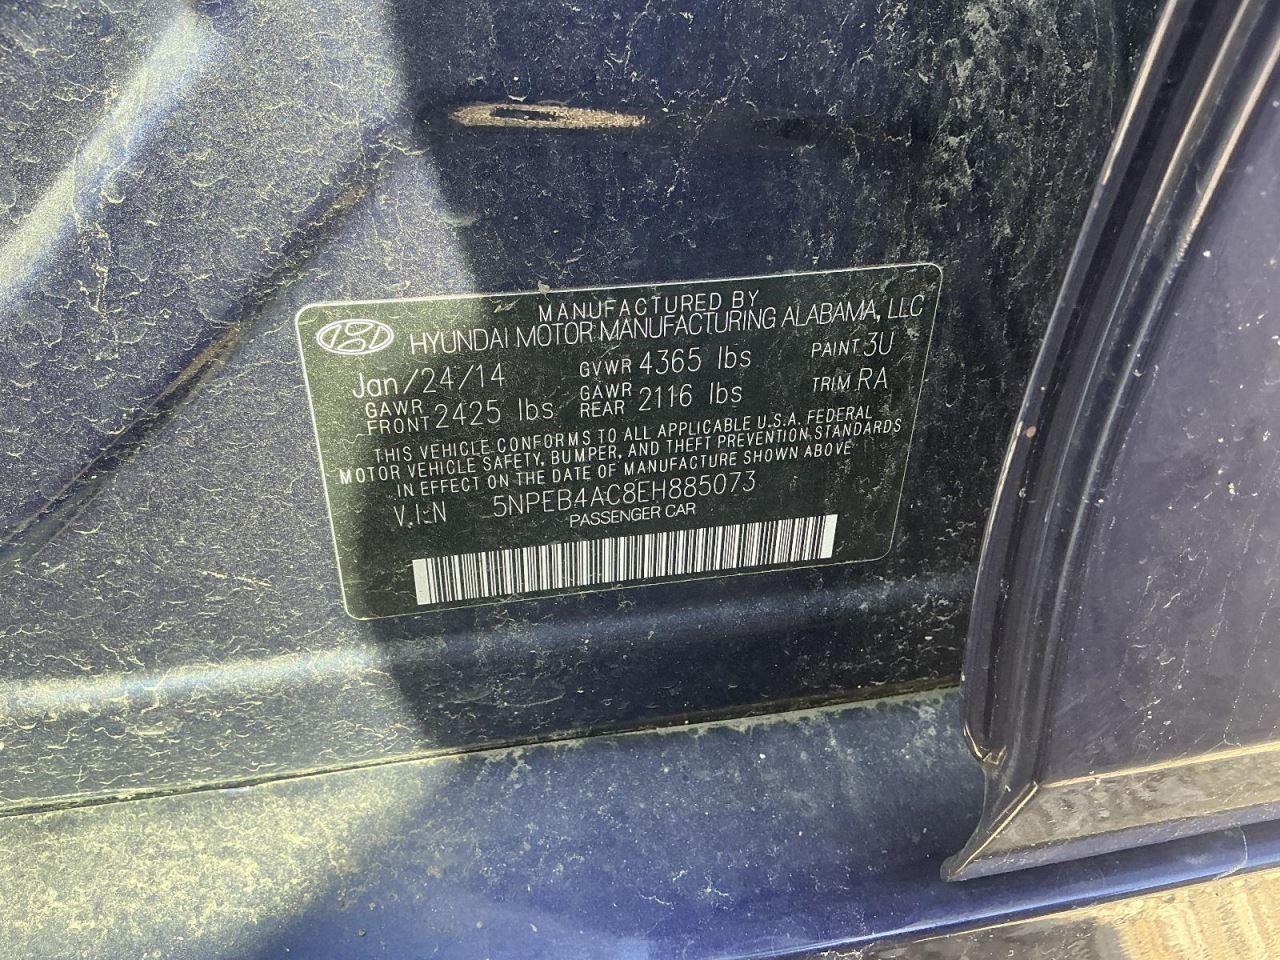 MANUFACTURED BY
HYUNDAI MOTOR MANUFACTURING ALABAMA, LLC
Jan/24/14 GVWR 4365 lbs PAINT 3U
GAWR FRONT 2425 lbs GAWR REAR 2116 lbs TRIM RA
THIS VEHICLE CONFORMS TO ALL APPLICABLE U.S.A. FEDERAL
MOTOR VEHICLE SAFETY, BUMPER, AND THEFT PREVENTION STANDARDS
IN EFFECT ON THE DATE OF MANUFACTURE SHOWN ABOVE
V.I.N 5NPEB4AC8EH885073
PASSENGER CAR